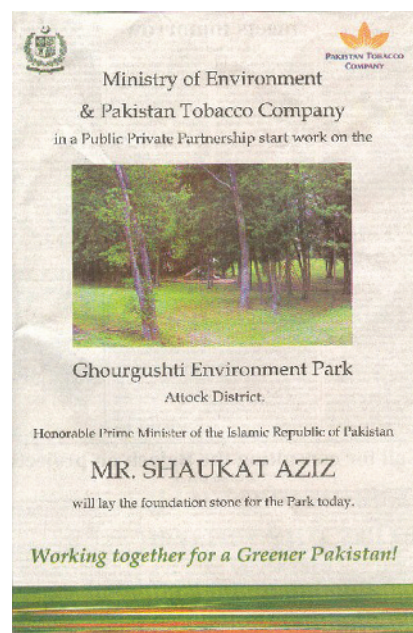 PAKISTAN TOBACCO
COMPANY
Ministry of Environment
& Pakistan Tobacco Company
in a Public Private Partnership start work on the
Ghourgushti Environment Park
Attock District.
Honorable Prime Minister of the Islamic Republic of Pakistan
MR. SHAUKAT AZIZ
will lay the foundation stone for the Park today.
Working together for a Greener Pakistan!